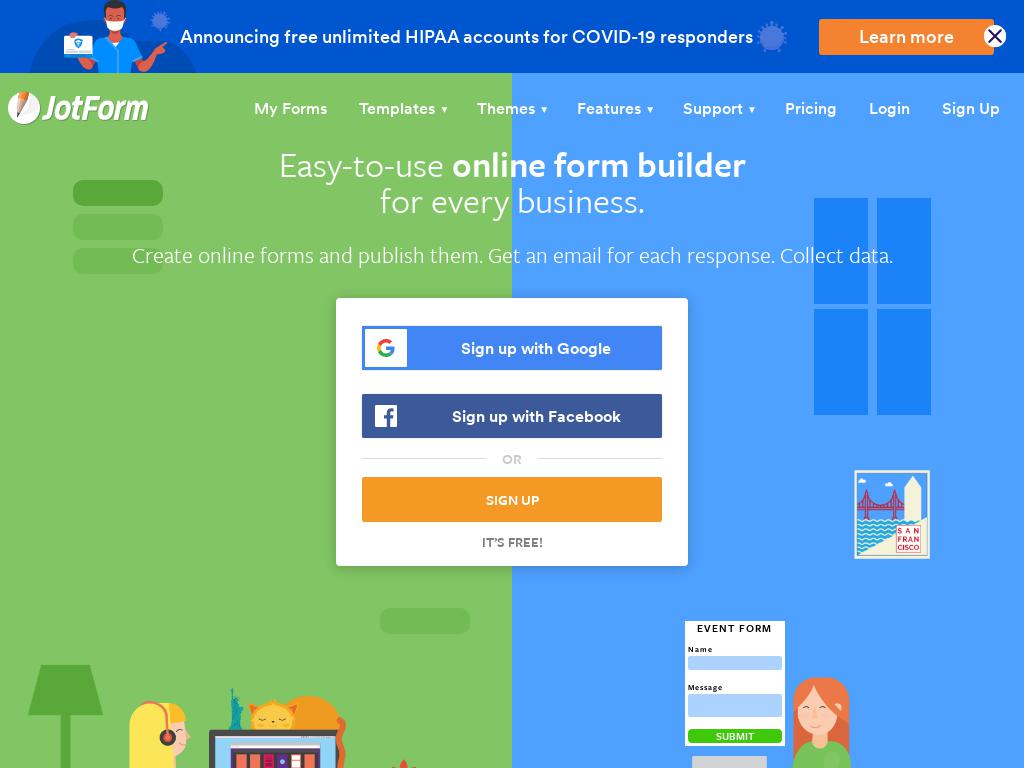 Announcing free unlimited HIPAA accounts for COVID-19 responders
Learn more
JotForm
My Forms
Templates ▾
Themes ▾
Features ▾
Support ▾
Pricing
Login
Sign Up
Easy-to-use online form builder
for every business.
Create online forms and publish them. Get an email for each response. Collect data.
Sign up with Google
Sign up with Facebook
OR
SIGN UP
IT'S FREE!
SAN
FRAN
CISCO
EVENT FORM
Name
Message
SUBMIT